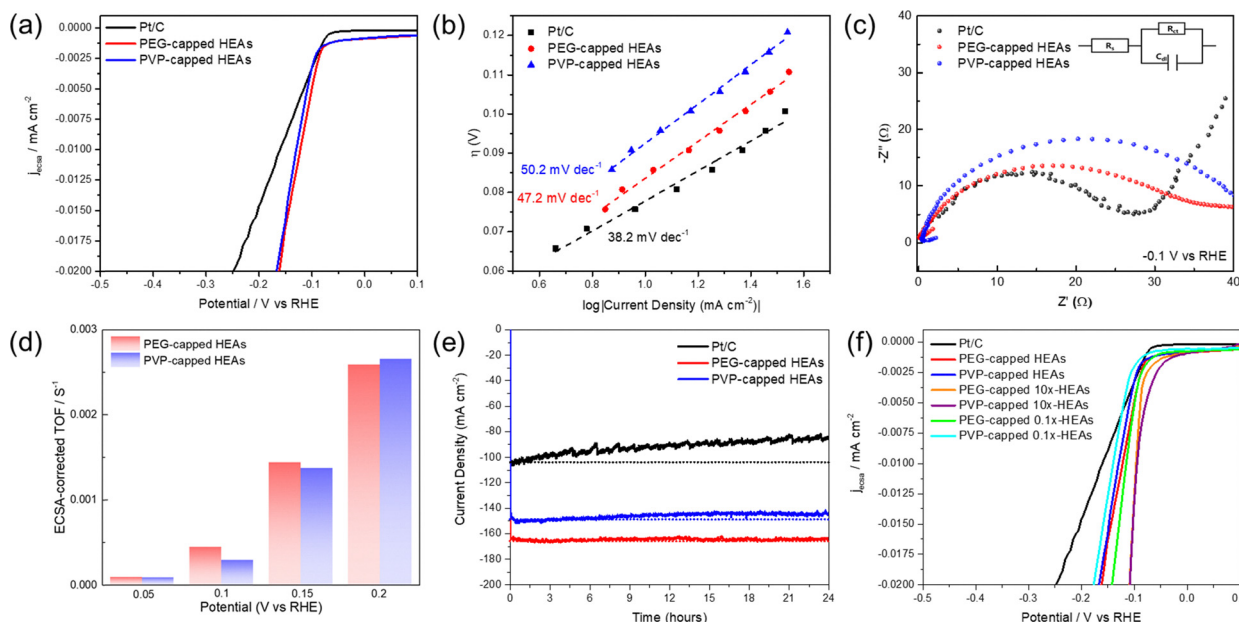 (a)
Pt/C
PEG-capped HEAs
PVP-capped HEAs
0.0000
-0.0025
-0.0050
-0.0075
-0.0100
-0.0125
-0.0150
-0.0175
-0.0200
-0.5 -0.4 -0.3 -0.2 -0.1 0.0 0.1
jecsa / mA cm-2
Potential / V vs RHE
(b)
Pt/C
PEG-capped HEAs
PVP-capped HEAs
0.12
0.11
0.10
0.09
0.08
0.07
0.06
50.2 mV dec-1
47.2 mV dec-1
38.2 mV dec-1
0.6 0.8 1.0 1.2 1.4 1.6
η (V)
log|Current Density (mA cm-2)|
(c)
Pt/C
PEG-capped HEAs
PVP-capped HEAs
Rs
Rct
Cdl
-40
-30
-20
-10
0
0 10 20 30 40
-0.1 V vs RHE
-Z'' (Ω)
Z' (Ω)
(d)
PEG-capped HEAs
PVP-capped HEAs
0.003
0.002
0.001
0.000
0.05 0.1 0.15 0.2
ECSA-corrected TOF / S-1
Potential (V vs RHE)
(e)
Pt/C
PEG-capped HEAs
PVP-capped HEAs
0
-20
-40
-60
-80
-100
-120
-140
-160
-180
-200
0 3 6 9 12 15 18 21 24
Current Density (mA cm-2)
Time (hours)
(f)
Pt/C
PEG-capped HEAs
PVP-capped HEAs
PEG-capped 10x-HEAs
PVP-capped 10x-HEAs
PEG-capped 0.1x-HEAs
PVP-capped 0.1x-HEAs
0.0000
-0.0025
-0.0050
-0.0075
-0.0100
-0.0125
-0.0150
-0.0175
-0.0200
-0.5 -0.4 -0.3 -0.2 -0.1 0.0 0.1
jecsa / mA cm-2
Potential / V vs RHE